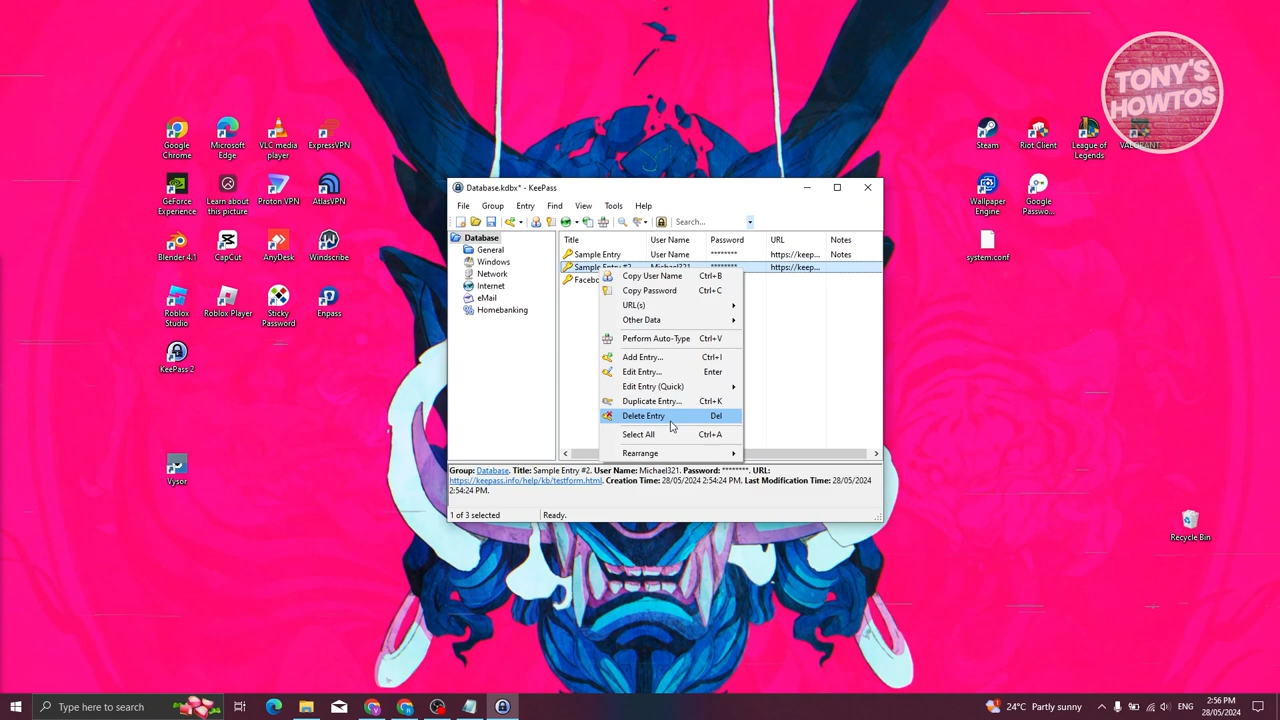 TONY'S
HOWTOS
Google
Chrome
Microsoft
Edge
VLC media
player
ExpressVPN
GeForce
Experience
Learn about
this picture
Proton VPN
AtlasVPN
Blender 4.1
CapCut
AnyDesk
Windscribe
Roblox
Studio
Roblox Player
Sticky
Password
Enpass
KeePass 2
Vysor
Steam
Riot Client
League of
Legends
Wallpaper
Engine
Google
Passwo...
system.conf
Recycle Bin
Database.kdbx* - KeePass
File Group Entry Find View Tools Help
Search...
Database
General
Windows
Network
Internet
eMail
Homebanking
Title User Name Password URL Notes
Sample Entry User Name ******** https://keep... Notes
Sample Entry #2 Michael321 ******** https://keep...
Facebo
Copy User Name Ctrl+B
Copy Password Ctrl+C
URL(s)
Other Data
Perform Auto-Type Ctrl+V
Add Entry... Ctrl+I
Edit Entry... Enter
Edit Entry (Quick)
Duplicate Entry... Ctrl+K
Delete Entry Del
Select All Ctrl+A
Rearrange
Group: Database. Title: Sample Entry #2. User Name: Michael321. Password: ********. URL:
https://keepass.info/help/kb/testform.html. Creation Time: 28/05/2024 2:54:24 PM. Last Modification Time: 28/05/2024
2:54:24 PM.
1 of 3 selected Ready.
Type here to search
24°C Partly sunny
ENG
2:56 PM
28/05/2024